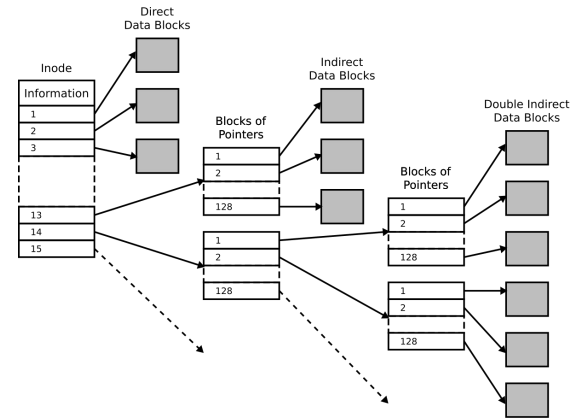 Direct
Data Blocks
Inode
Information
1
2
3
13
14
15
Indirect
Data Blocks
Blocks of
Pointers
1
2
128
1
2
128
Double Indirect
Data Blocks
Blocks of
Pointers
1
2
128
1
2
128